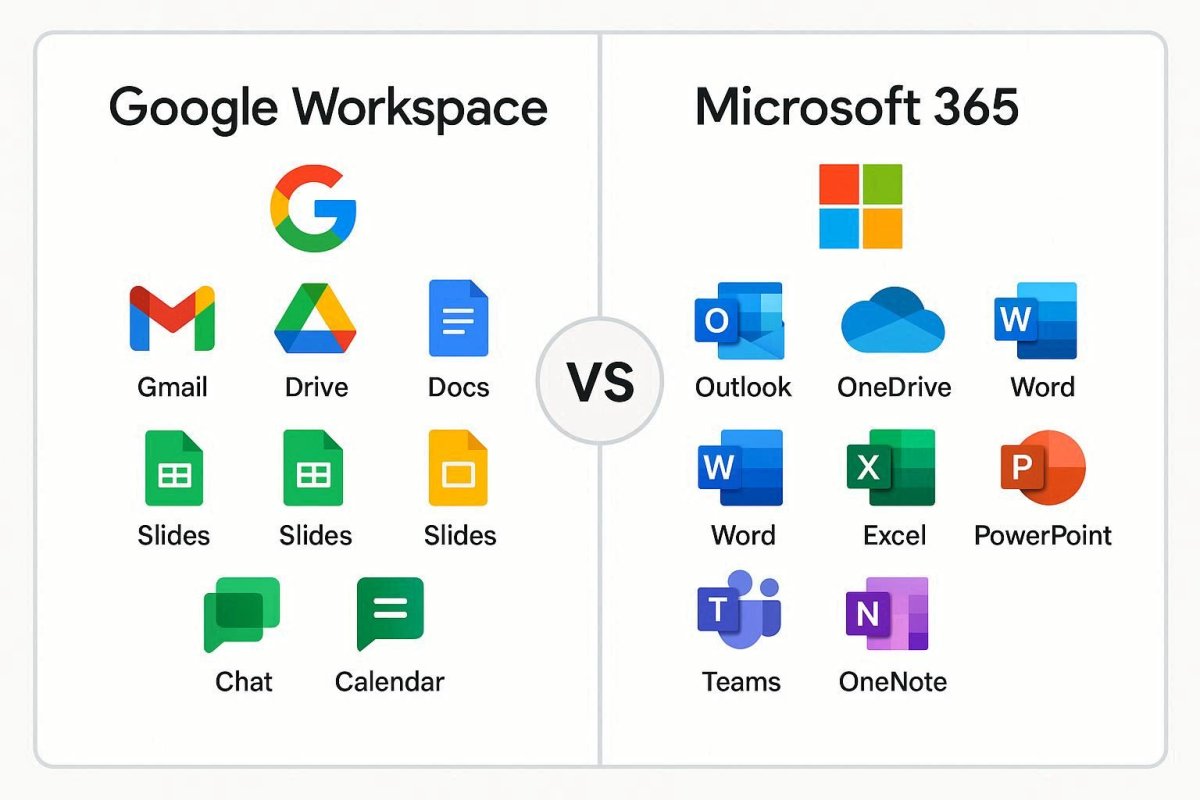 Google Workspace
Microsoft 365
Gmail
Drive
Docs
Slides
Slides
Slides
Chat
Calendar
VS
O
Outlook
OneDrive
W
Word
W
Word
X
Excel
P
PowerPoint
T
Teams
N
OneNote